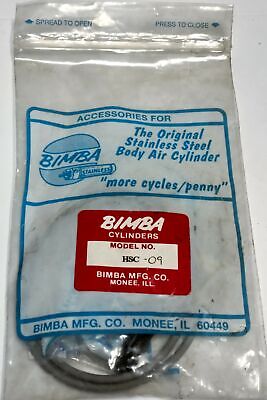 SPREAD TO OPEN
PRESS TO CLOSE
ACCESSORIES FOR
BIMBA
STAINLESS
The Original
Stainless Steel
Body Air Cylinder
"more cycles/penny"
BIMBA
CYLINDERS
MODEL NO.
HSC -09
BIMBA MFG. CO.
MONEE, ILL.
BIMBA MFG. CO. MONEE, IL 60449